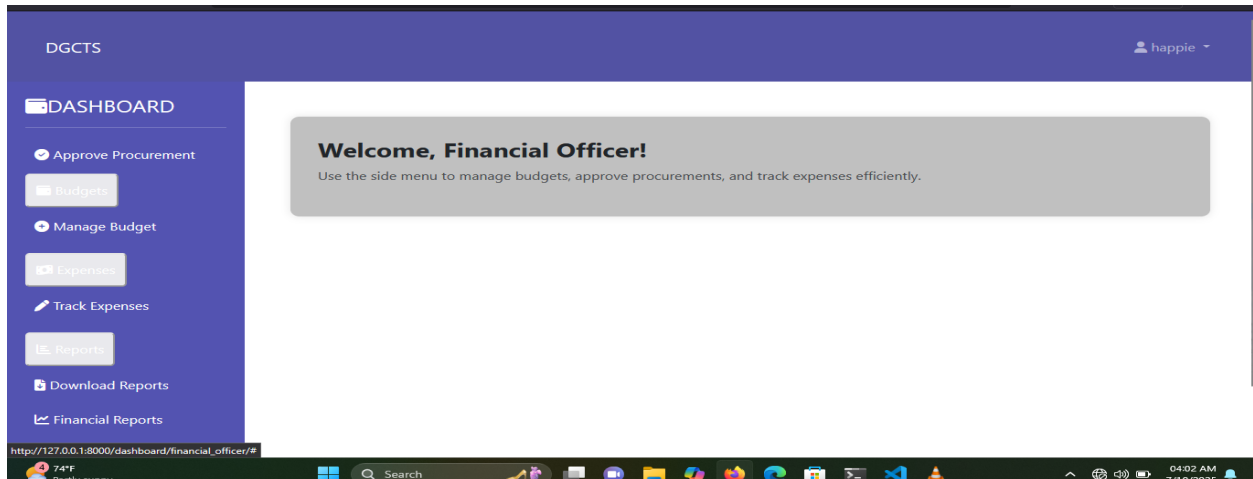 DGCTS
happie
DASHBOARD
Approve Procurement
Budgets
Manage Budget
Expenses
Track Expenses
Reports
Download Reports
Financial Reports
Welcome, Financial Officer!
Use the side menu to manage budgets, approve procurements, and track expenses efficiently.
http://127.0.0.1:8000/dashboard/financial_officer/#
4
74°F
Search
04:02 AM